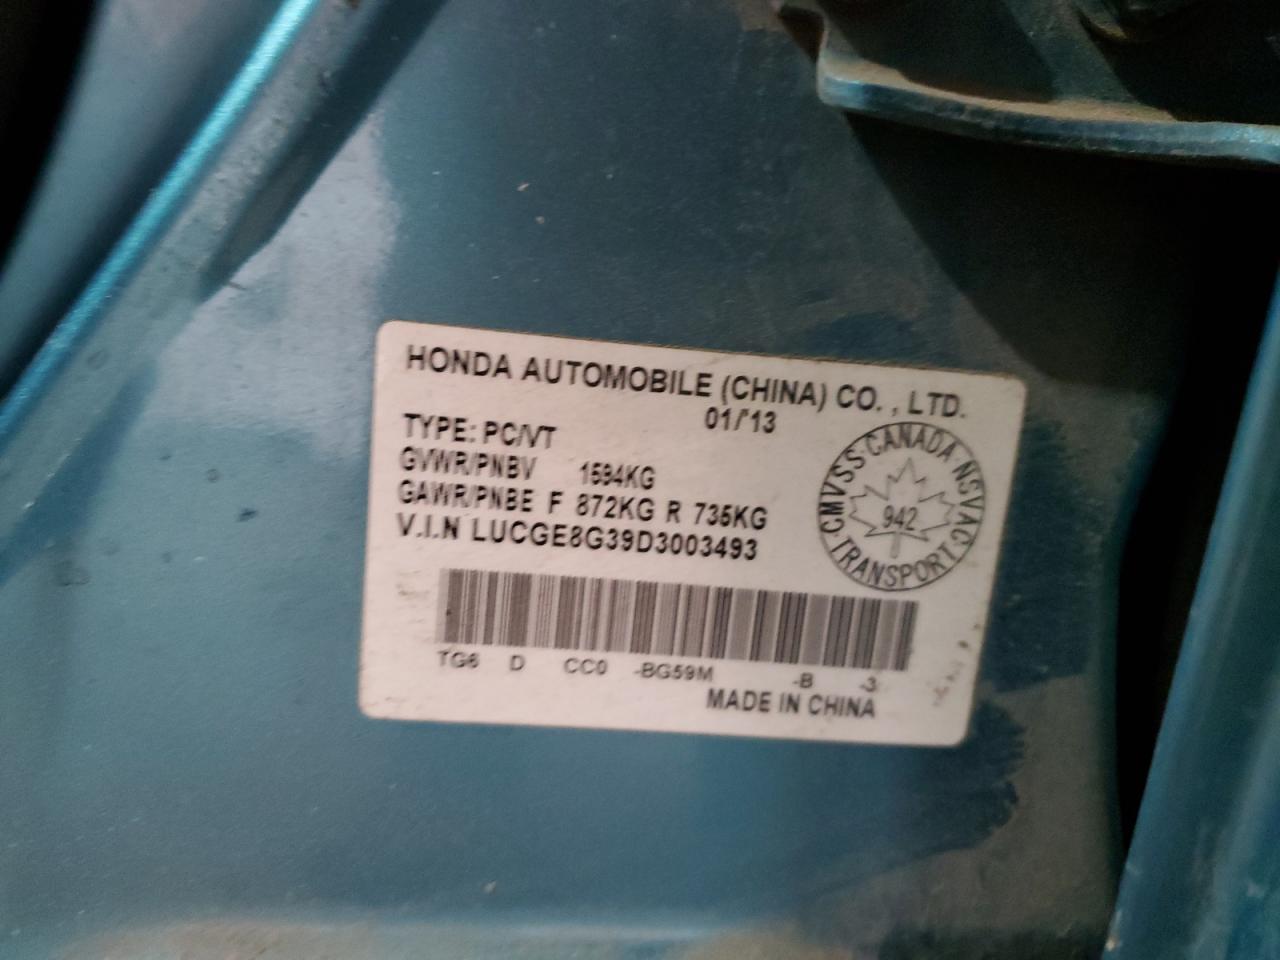 HONDA AUTOMOBILE (CHINA) CO. , LTD.
01/'13
TYPE: PC/VT
GVWR/PNBV 1594KG
GAWR/PNBE F 872KG R 735KG
V.I.N LUCGE8G39D3003493
CMVSS·CANADA·NSVAC
942
TRANSPORT
TG6 D CC0 -BG59M -B -3
MADE IN CHINA